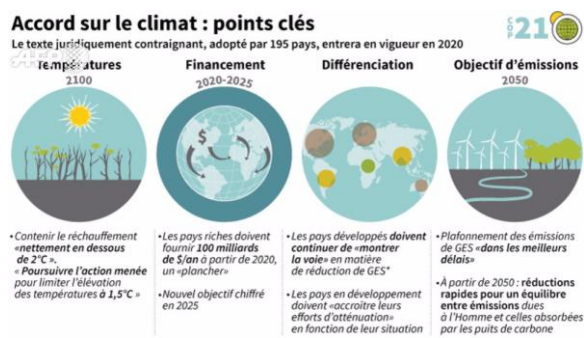 Accord sur le climat : points clés
COP 21
Le texte juridiquement contraignant, adopté par 195 pays, entrera en vigueur en 2020
AFP
Températures
2100
• Contenir le réchauffement
«nettement en dessous
de 2°C ».
« Poursuivre l'action menée
pour limiter l'élévation
des températures à 1,5°C »
Financement
2020-2025
$
• Les pays riches doivent
fournir 100 milliards
de $/an à partir de 2020,
un «plancher»
• Nouvel objectif chiffré
en 2025
Différenciation
• Les pays développés doivent
continuer de «montrer
la voie» en matière
de réduction de GES*
• Les pays en développement
doivent «accroître leurs
efforts d'atténuation»
en fonction de leur situation
Objectif d'émissions
2050
• Plafonnement des émissions
de GES «dans les meilleurs
délais»
• À partir de 2050 : réductions
rapides pour un équilibre
entre émissions dues
à l'Homme et celles absorbées
par les puits de carbone